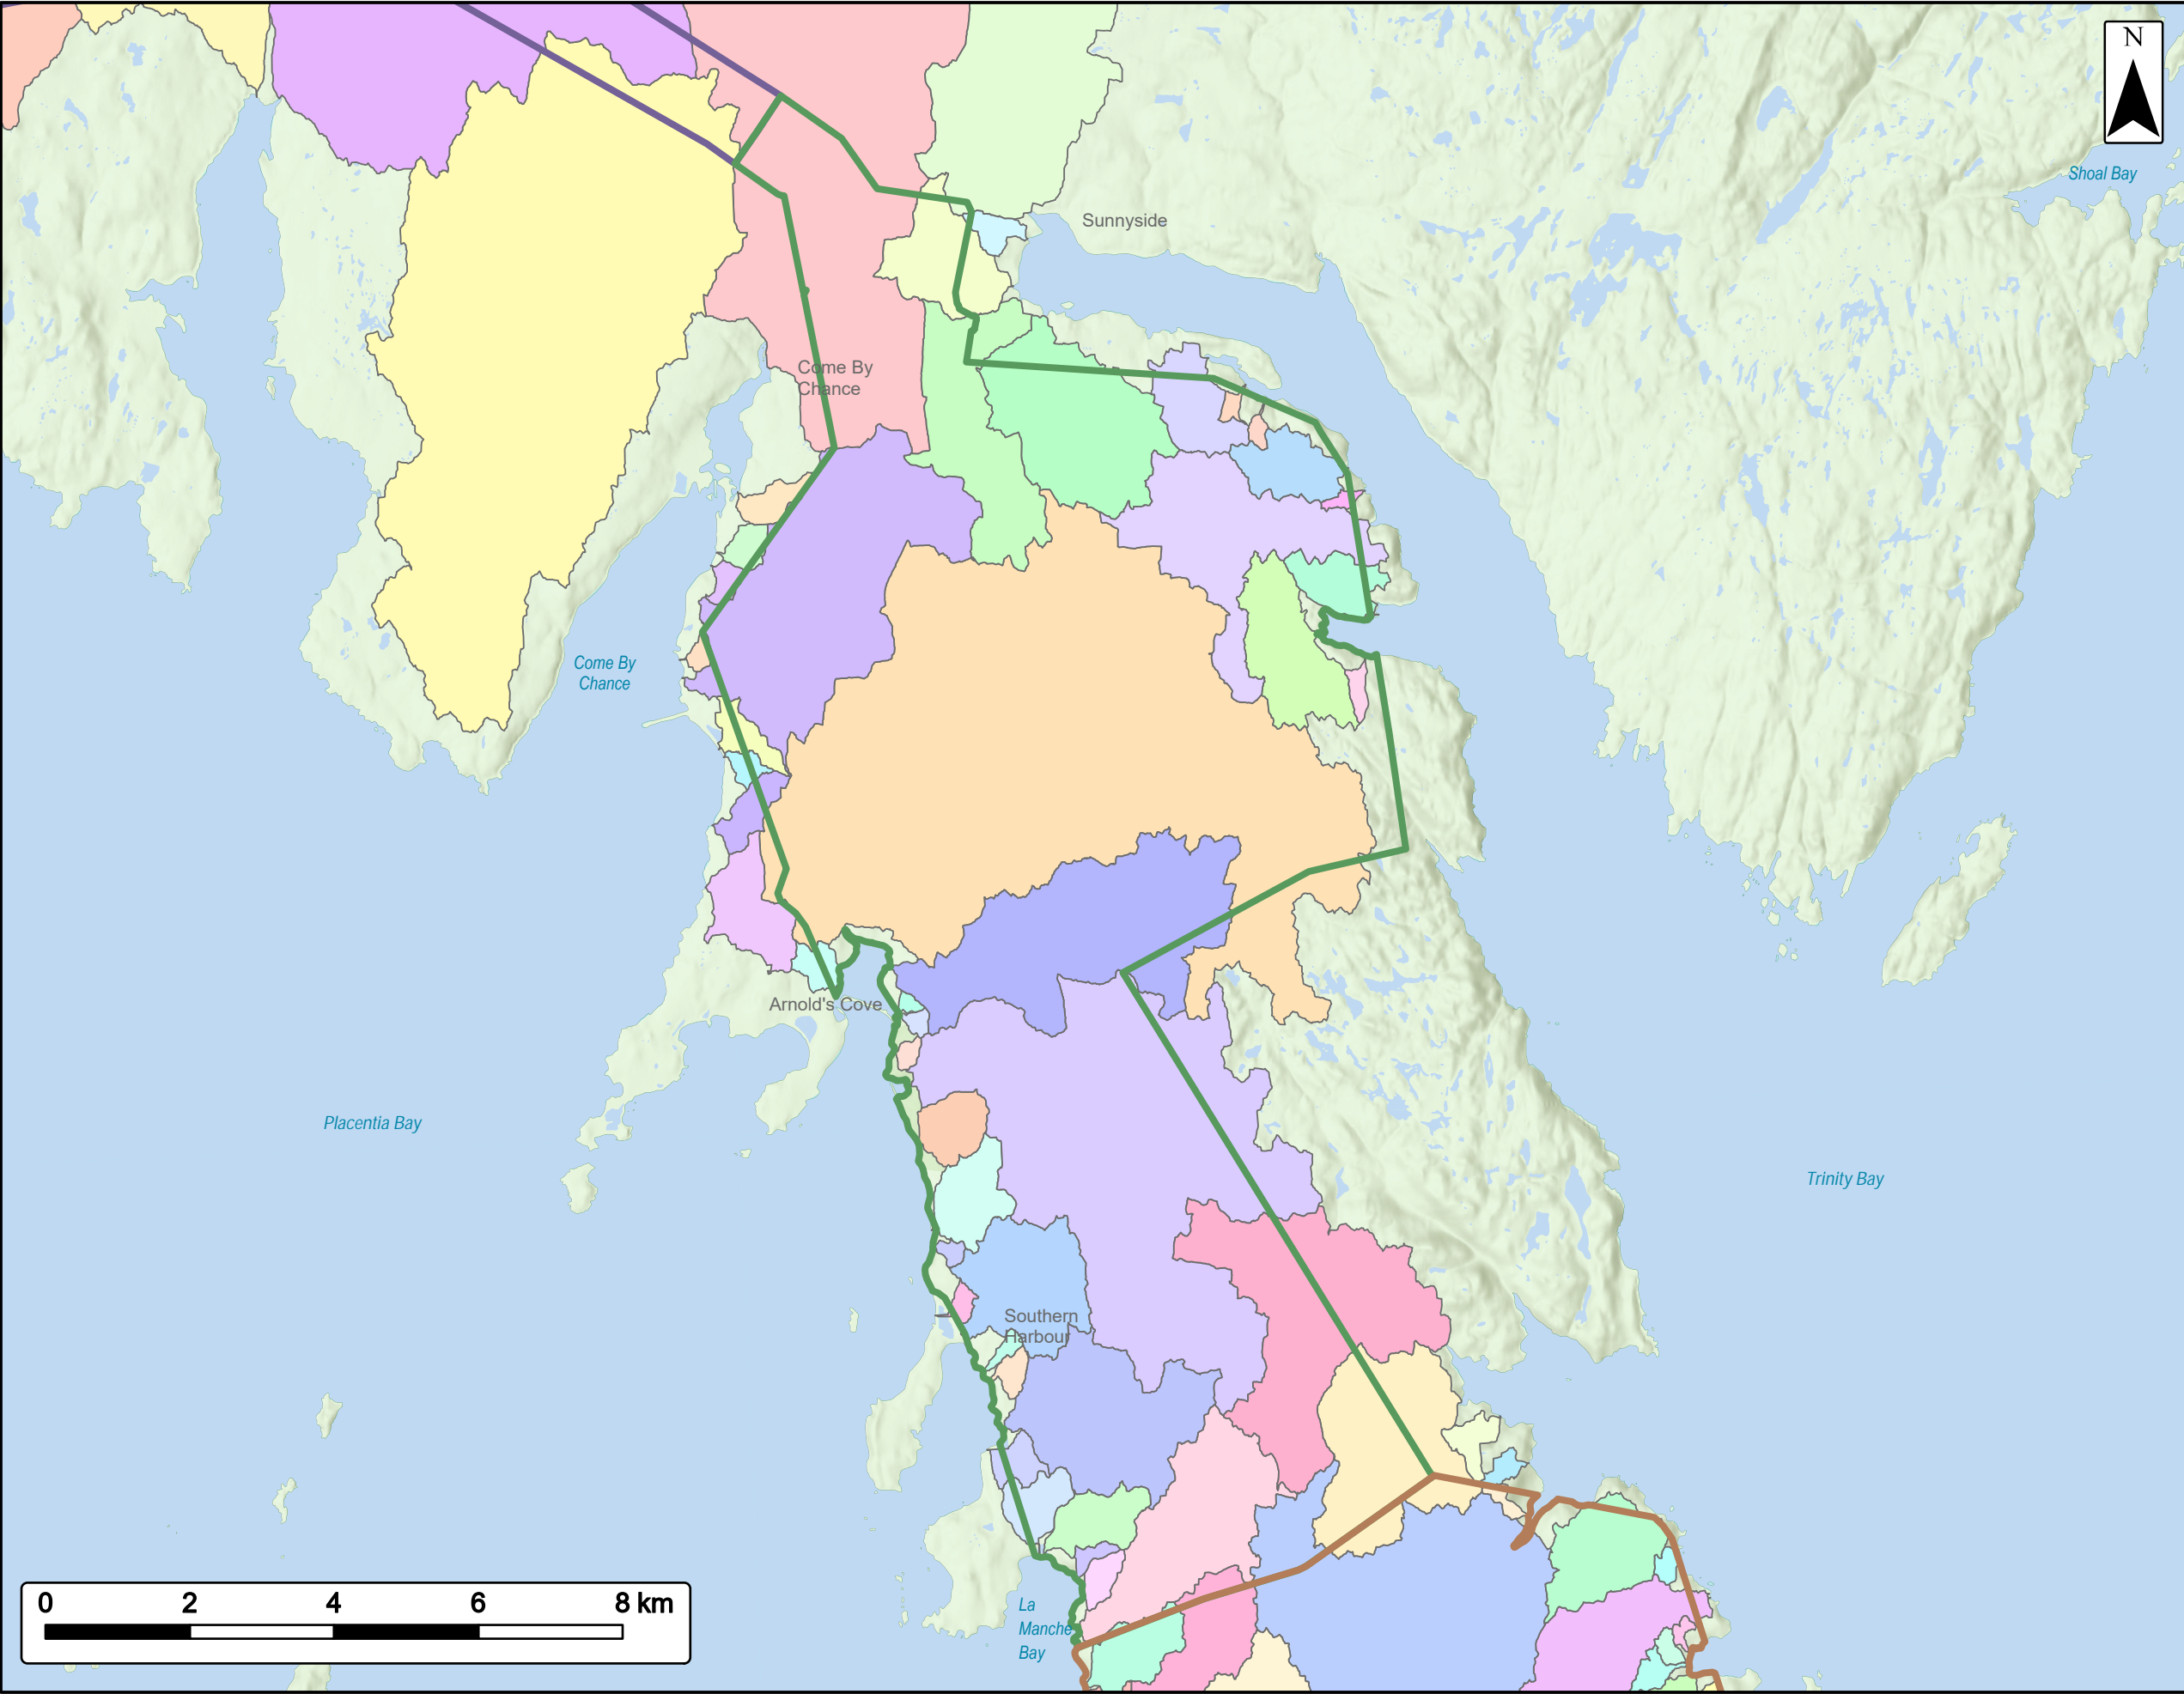 N
Shoal Bay
Sunnyside
Come By
Chance
Come By
Chance
Arnold's Cove
Placentia Bay
Trinity Bay
Southern
Harbour
La
Manche
Bay
0 2 4 6 8 km